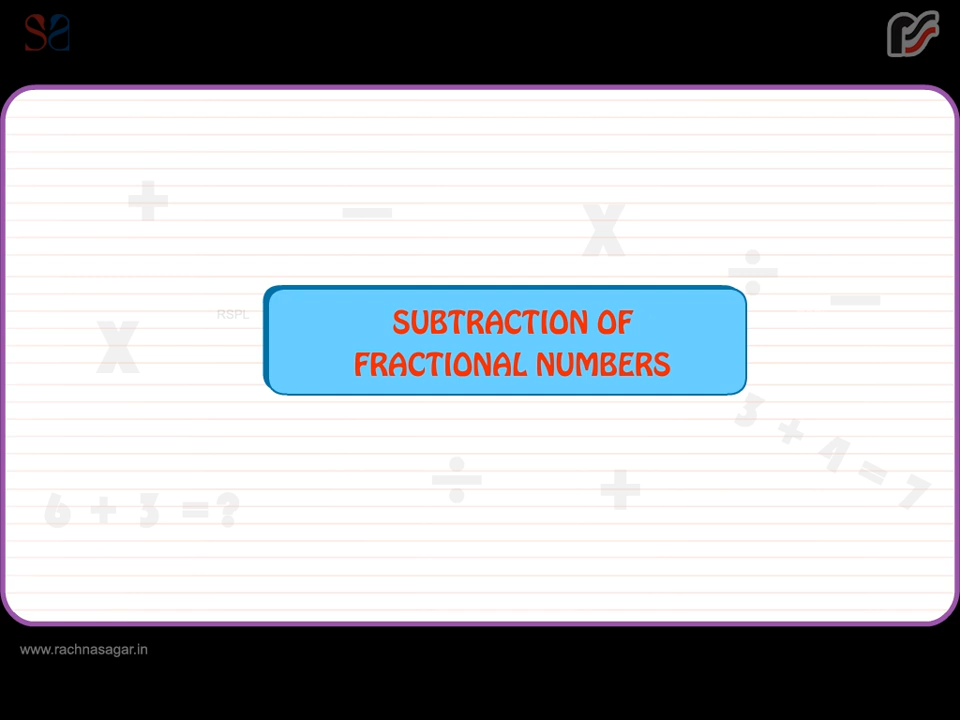 + − X ÷ −
RSPL
SUBTRACTION OF
FRACTIONAL NUMBERS
X
3 + 4 = 7
÷ +
6 + 3 = ?
www.rachnasagar.in